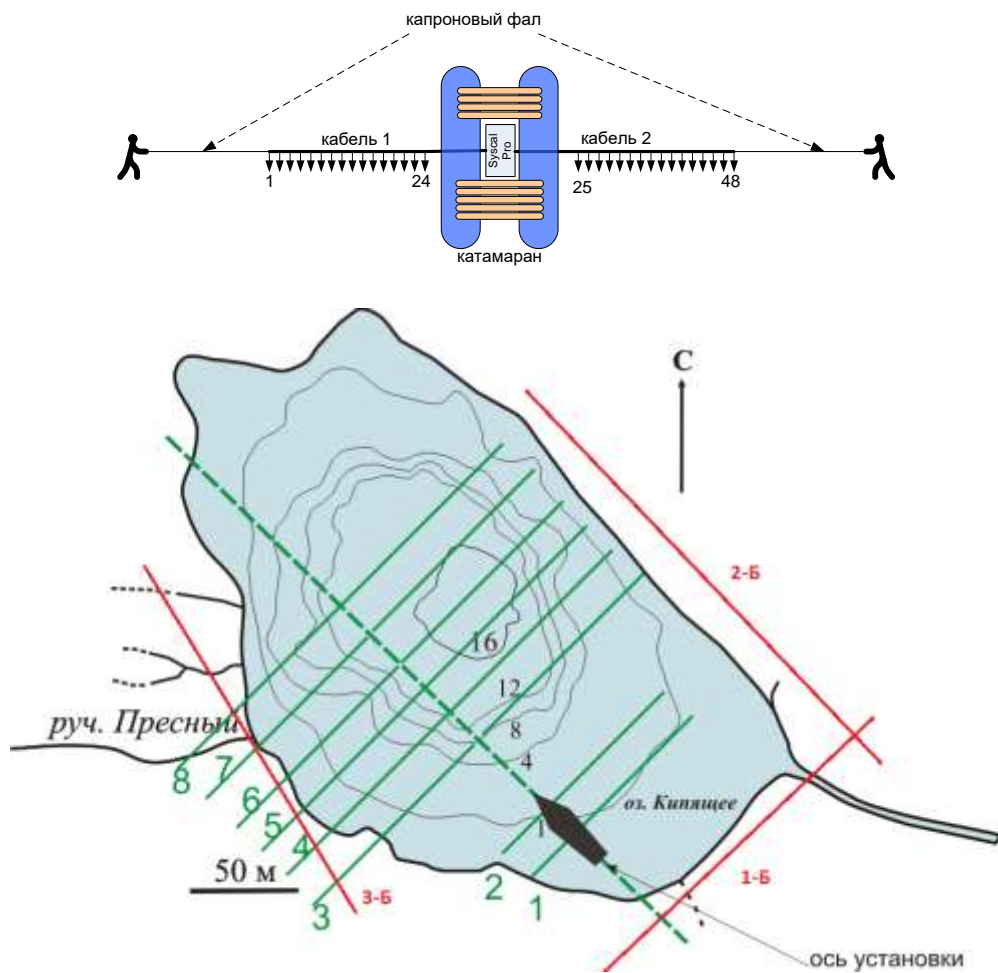 капроновый фал
кабель 1
Syscal
Pro
кабель 2
1
24
25
48
катамаран
С
2-Б
16
12
8
4
руч. Пресный
оз. Кипящее
1
8
7
6
5
4
3
2
1
50 м
3-Б
1-Б
ось установки